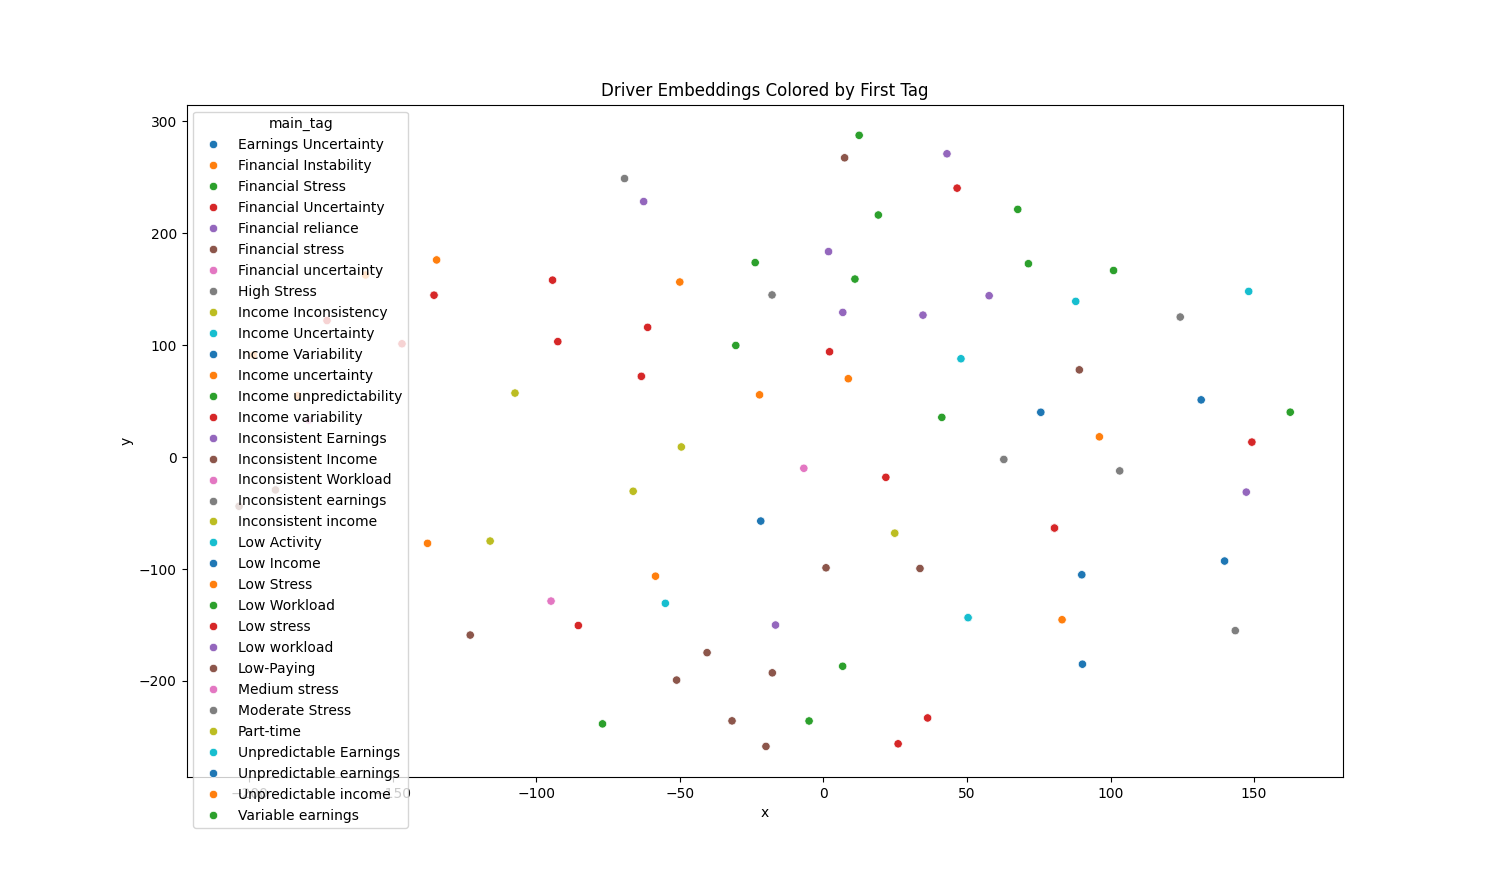 Driver Embeddings Colored by First Tag
300
200
100
0
−100
−200
y
main_tag
Earnings Uncertainty
Financial Instability
Financial Stress
Financial Uncertainty
Financial reliance
Financial stress
Financial uncertainty
High Stress
Income Inconsistency
Income Uncertainty
Income Variability
Income uncertainty
Income unpredictability
Income variability
Inconsistent Earnings
Inconsistent Income
Inconsistent Workload
Inconsistent earnings
Inconsistent income
Low Activity
Low Income
Low Stress
Low Workload
Low stress
Low workload
Low-Paying
Medium stress
Moderate Stress
Part-time
Unpredictable Earnings
Unpredictable earnings
Unpredictable income
Variable earnings
−100 −50 0 50 100 150
x